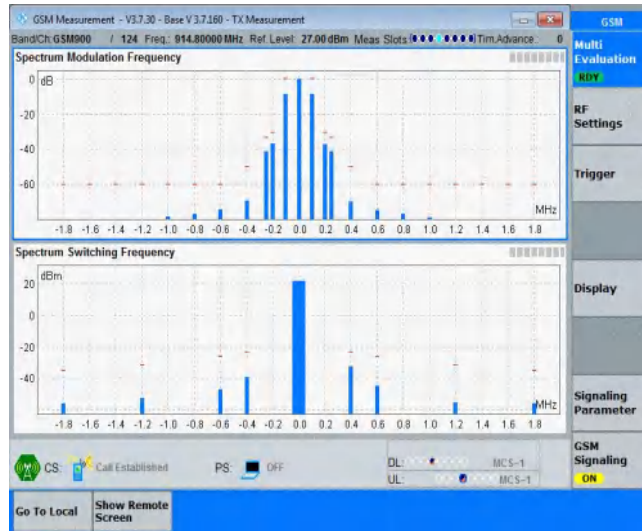 GSM Measurement - V3.7.30 - Base V 3.7.160 - TX Measurement
GSM
Band/Ch: GSM900 / 124 Freq.: 914.80000 MHz Ref. Level: 27.00 dBm Meas Slots: Tim.Advance: 0
Multi
Evaluation
RDY
Spectrum Modulation Frequency
dB
0
-20
-40
-60
MHz
-1.8 -1.6 -1.4 -1.2 -1.0 -0.8 -0.6 -0.4 -0.2 0.0 0.2 0.4 0.6 0.8 1.0 1.2 1.4 1.6 1.8
RF
Settings
Trigger
Spectrum Switching Frequency
dBm
20
0
-20
-40
MHz
-1.8 -1.6 -1.4 -1.2 -1.0 -0.8 -0.6 -0.4 -0.2 0.0 0.2 0.4 0.6 0.8 1.0 1.2 1.4 1.6 1.8
Display
Signaling
Parameter
CS: Call Established PS: OFF
DL: MCS-1
UL: MCS-1
GSM
Signaling
ON
Go To Local
Show Remote
Screen